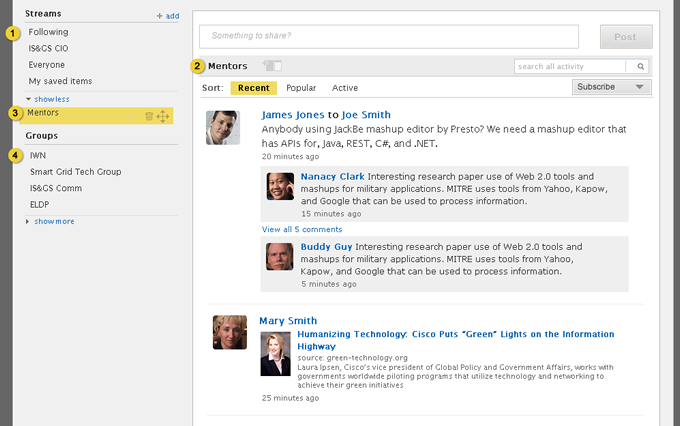 Streams
+ add
1
Following
IS&GS CIO
Everyone
My saved items
show less
3
Mentors
Groups
4
IWN
Smart Grid Tech Group
IS&GS Comm
ELDP
show more
Something to share?
Post
2
Mentors
search all activity
Sort: Recent Popular Active
Subscribe
James Jones to Joe Smith
Anybody using JackBe mashup editor by Presto? We need a mashup editor that
has APIs for, Java, REST, C#, and .NET.
20 minutes ago
Nanacy Clark Interesting research paper use of Web 2.0 tools and
mashups for military applications. MITRE uses tools from Yahoo, Kapow,
and Google that can be used to process information.
15 minutes ago
View all 5 comments
Buddy Guy Interesting research paper use of Web 2.0 tools and
mashups for military applications. MITRE uses tools from Yahoo,
Kapow, and Google that can be used to process information.
5 minutes ago
Mary Smith
Humanizing Technology: Cisco Puts "Green" Lights on the Information
Highway
source: green-technology.org
Laura Ipsen, Cisco's vice president of Global Policy and Government Affairs, works with
governments worldwide piloting programs that utilize technology and networking to
achieve their green initiatives
25 minutes ago